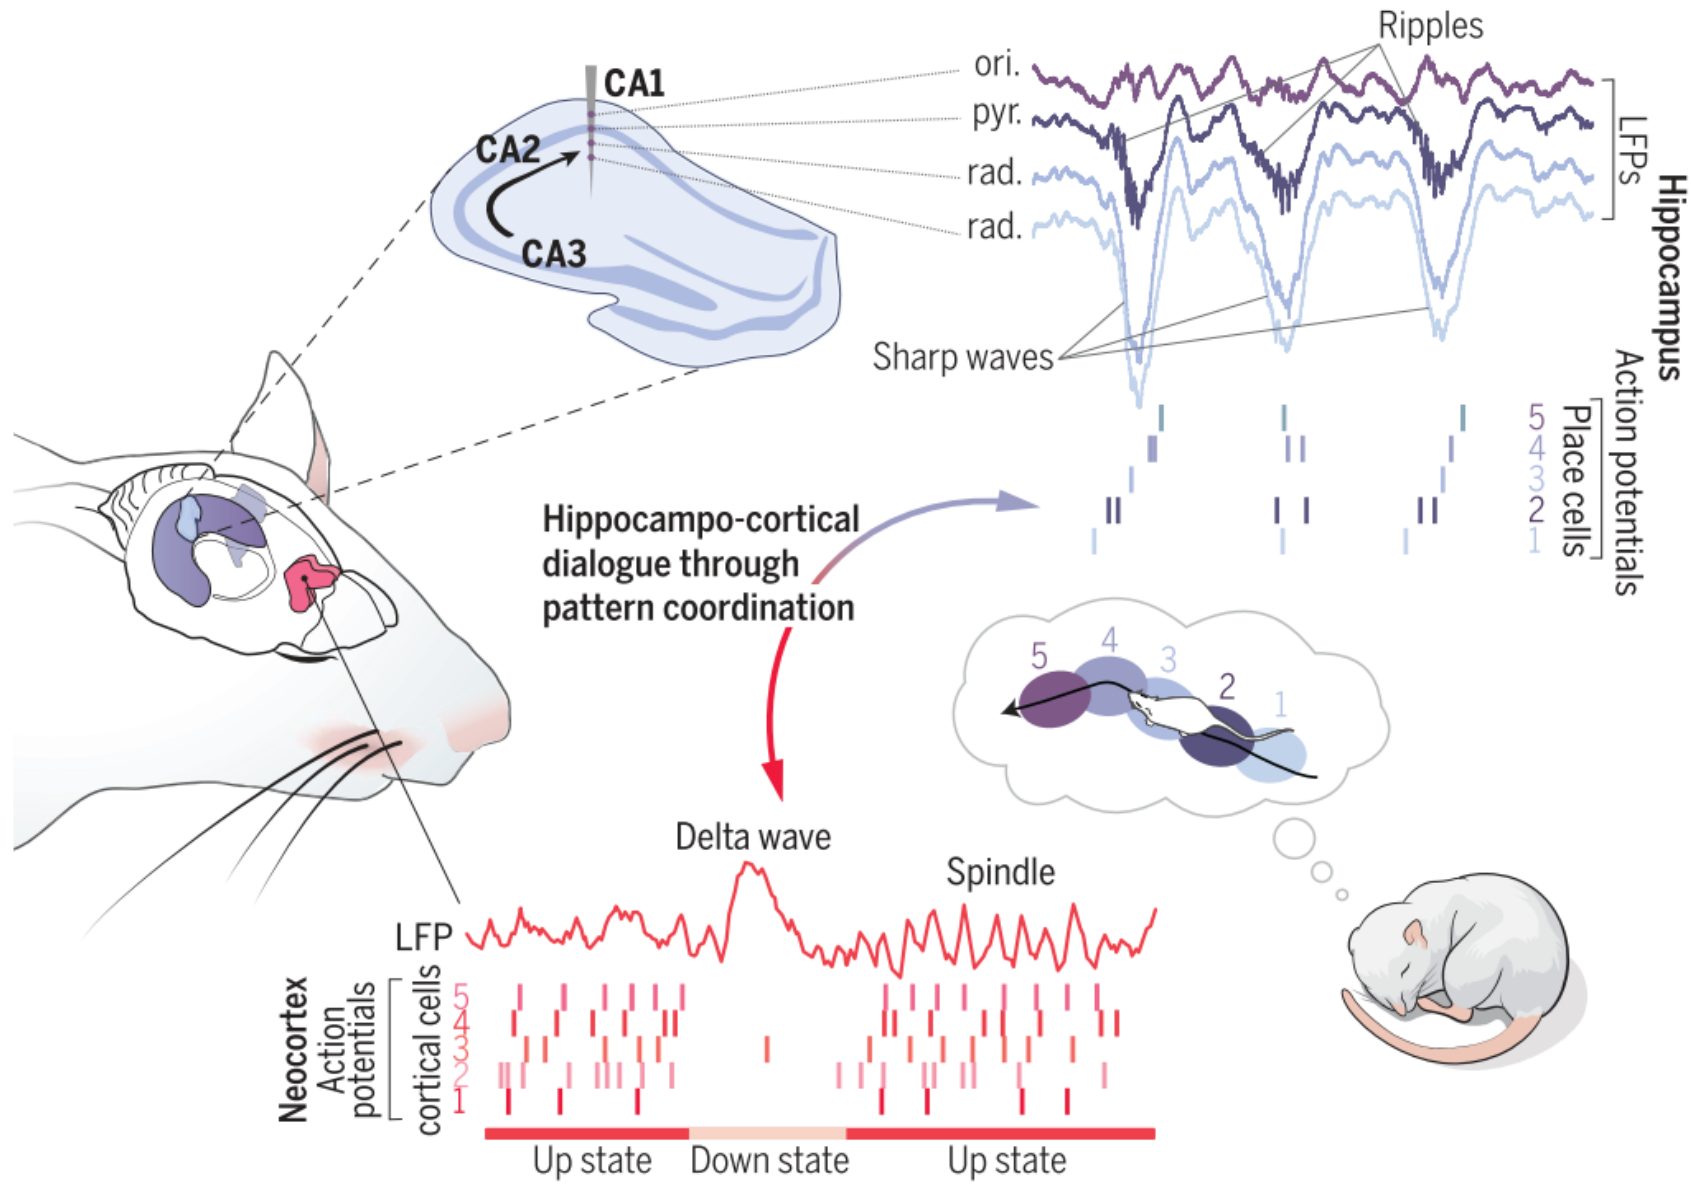 Ripples
CA1
ori.
pyr.
CA2
rad.
rad.
CA3
LFPs
Hippocampus
Sharp waves
5
4
3
2
1
Place cells
Action potentials
Hippocampo-cortical
dialogue through
pattern coordination
5
4
3
2
1
Delta wave
Spindle
LFP
Neocortex
Action
potentials
cortical cells
5
4
3
2
1
Up state
Down state
Up state